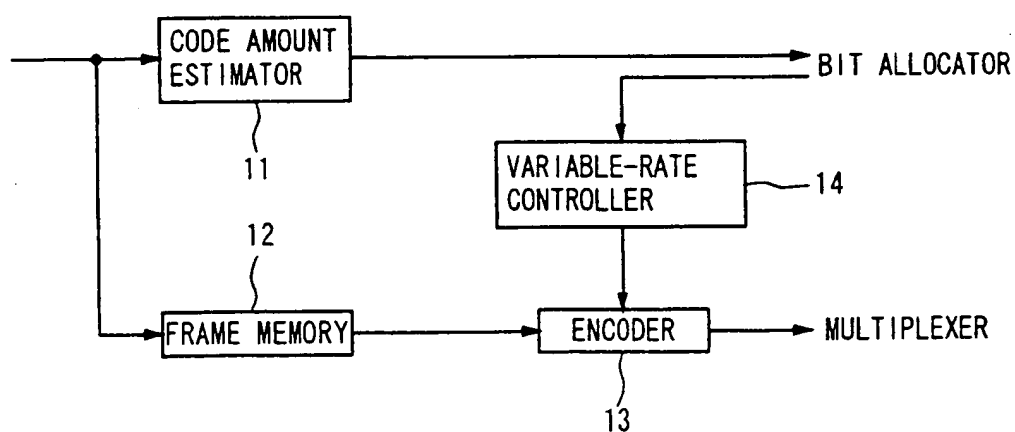 CODE AMOUNT
ESTIMATOR
BIT ALLOCATOR
11
VARIABLE-RATE
CONTROLLER
14
12
FRAME MEMORY
ENCODER
MULTIPLEXER
13